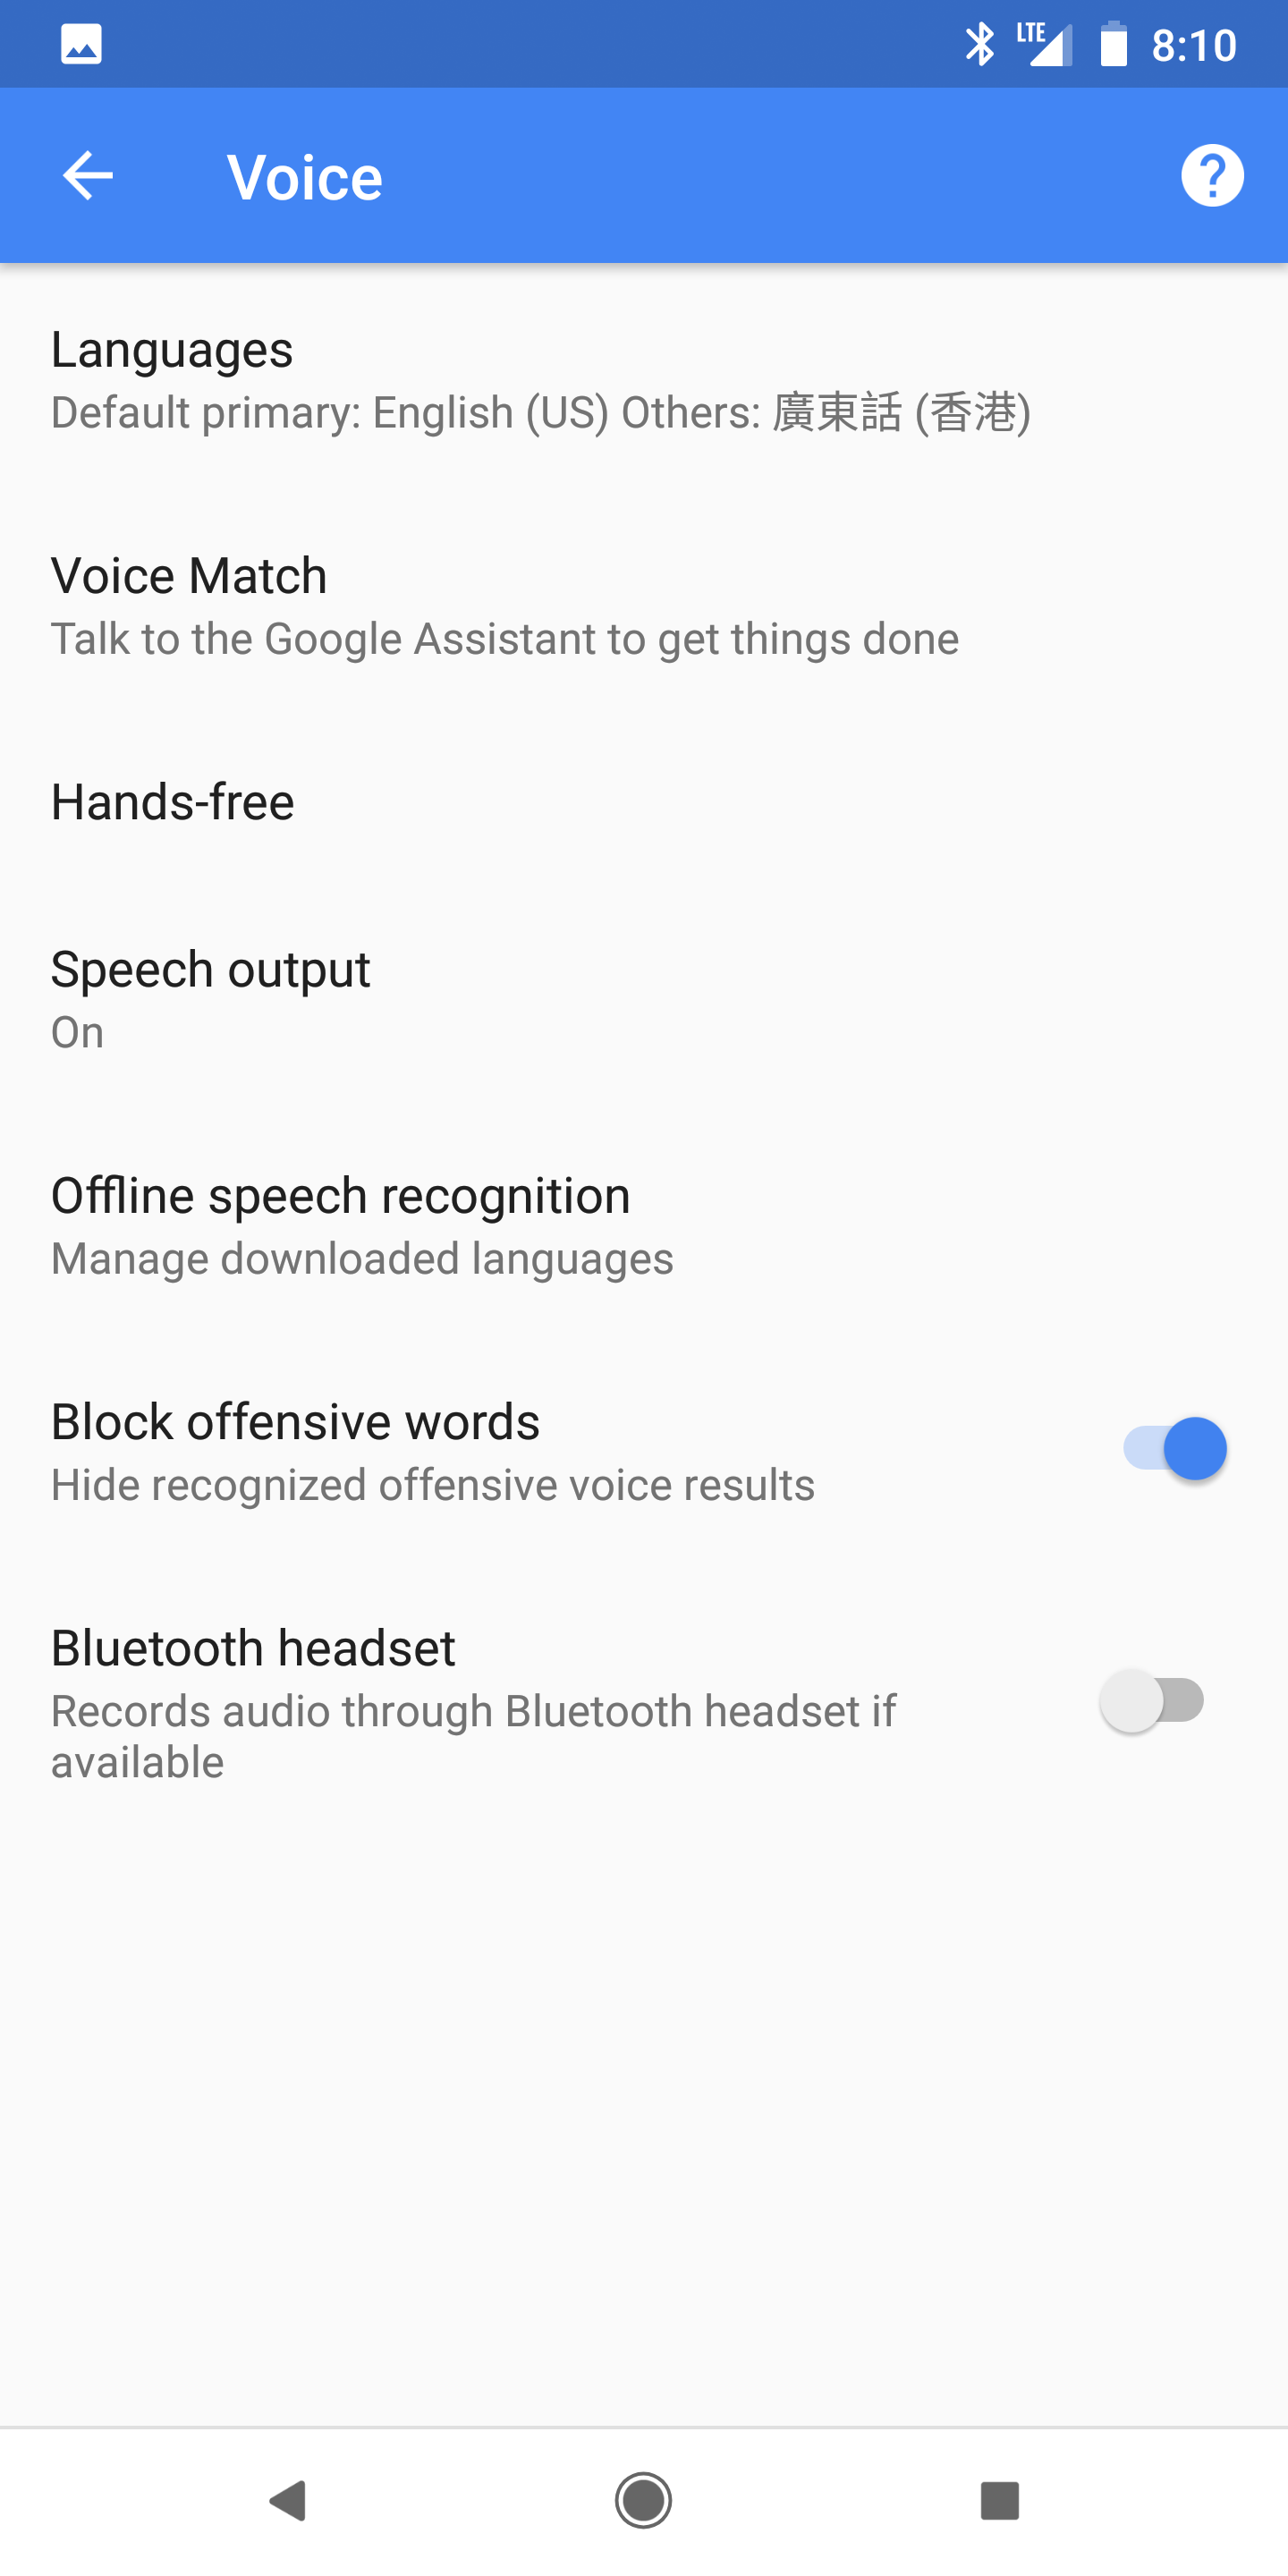 LTE 8:10
Voice
Languages
Default primary: English (US) Others: 廣東話 (香港)
Voice Match
Talk to the Google Assistant to get things done
Hands-free
Speech output
On
Offline speech recognition
Manage downloaded languages
Block offensive words
Hide recognized offensive voice results
Bluetooth headset
Records audio through Bluetooth headset if
available